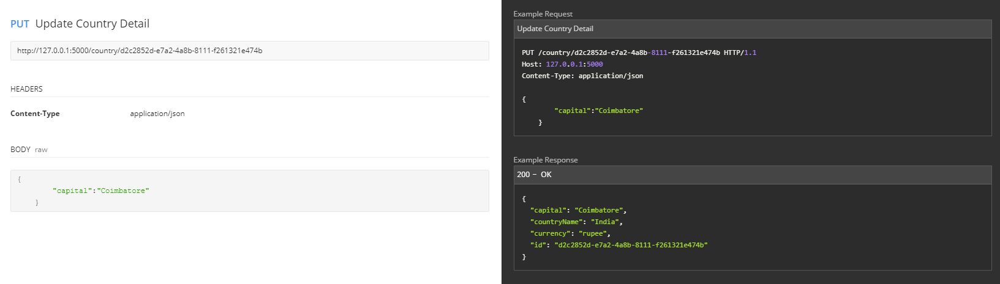 PUT Update Country Detail
http://127.0.0.1:5000/country/d2c2852d-e7a2-4a8b-8111-f261321e474b
HEADERS
Content-Type application/json
BODY raw
{
"capital":"Coimbatore"
}
Example Request
Update Country Detail
PUT /country/d2c2852d-e7a2-4a8b-8111-f261321e474b HTTP/1.1
Host: 127.0.0.1:5000
Content-Type: application/json
{
"capital":"Coimbatore"
}
Example Response
200 − OK
{
"capital": "Coimbatore",
"countryName": "India",
"currency": "rupee",
"id": "d2c2852d-e7a2-4a8b-8111-f261321e474b"
}